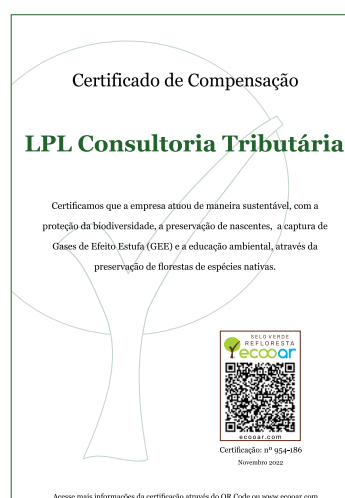 Certificado de Compensação
LPL Consultoria Tributária
Certificamos que a empresa atuou de maneira sustentável, com a
proteção da biodiversidade, a preservação de nascentes, a captura de
Gases de Efeito Estufa (GEE) e a educação ambiental, através da
preservação de florestas de espécies nativas.
SELO VERDE
REFLORESTA
ecooar
ecooar.com
Certificação: nº 954-186
Novembro 2022
Acesse mais informações da certificação através do QR Code ou www.ecooar.com